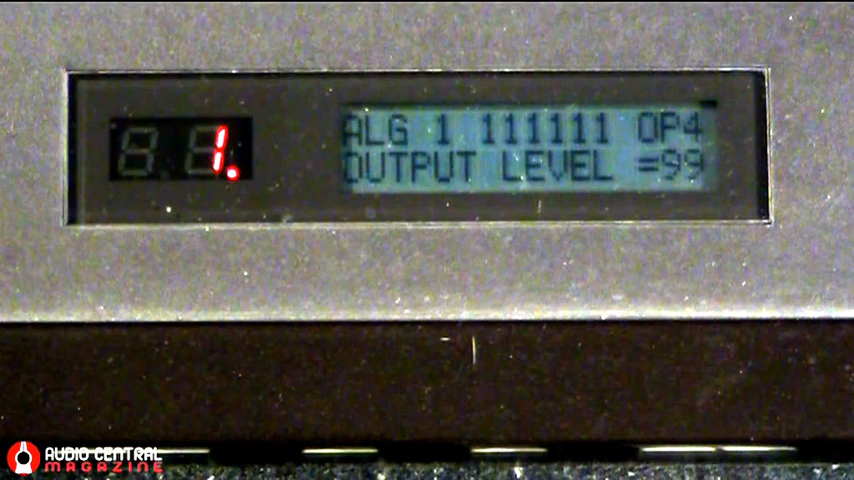 1.
ALG 1 111111 OP4
OUTPUT LEVEL =99
AUDIO CENTRAL
MAGAZINE